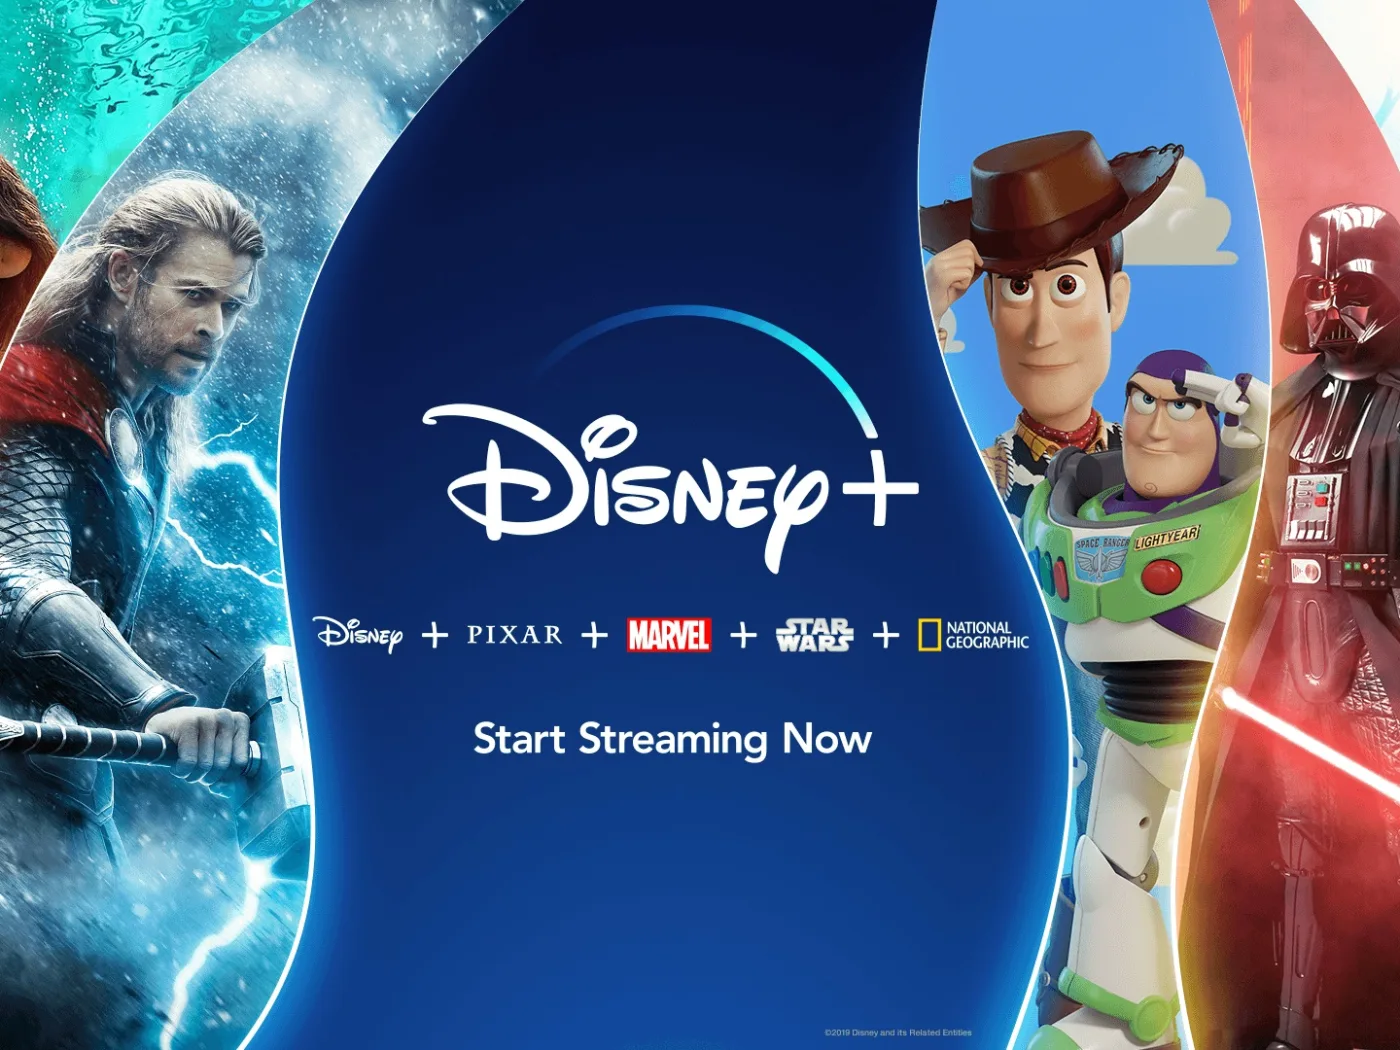 Disney+
Disney + PIXAR + MARVEL + STAR WARS + NATIONAL GEOGRAPHIC
Start Streaming Now
SPACE RANGER
LIGHTYEAR
©2019 Disney and its Related Entities